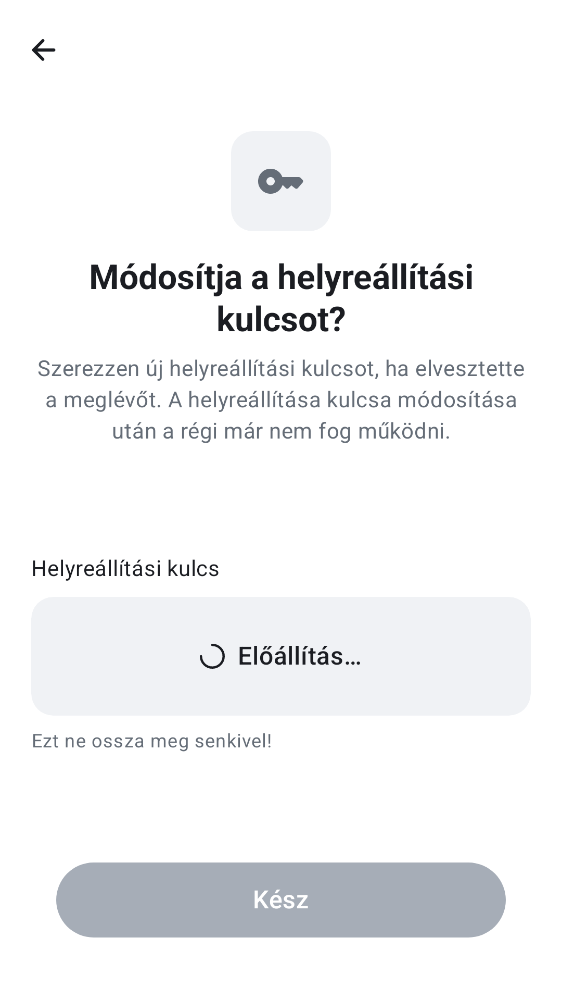 Módosítja a helyreállítási
kulcsot?
Szerezzen új helyreállítási kulcsot, ha elvesztette
a meglévőt. A helyreállítása kulcsa módosítása
után a régi már nem fog működni.
Helyreállítási kulcs
Előállítás…
Ezt ne ossza meg senkivel!
Kész